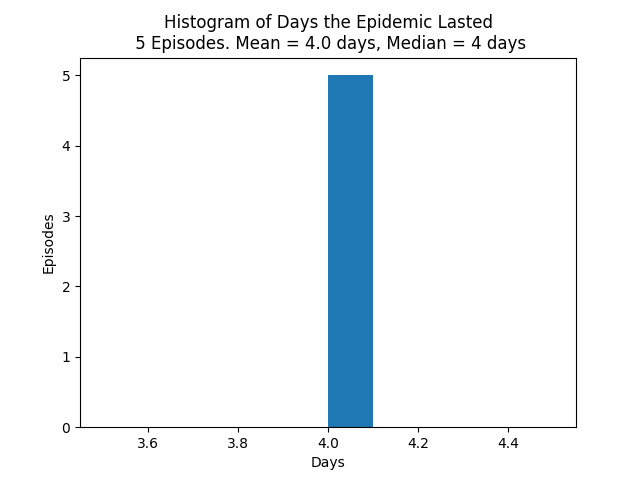 Histogram of Days the Epidemic Lasted
5 Episodes. Mean = 4.0 days, Median = 4 days
5
4
3
2
1
0
Episodes
3.6 3.8 4.0 4.2 4.4
Days